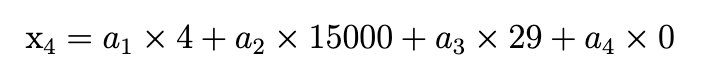 x₄ = a₁ × 4 + a₂ × 15000 + a₃ × 29 + a₄ × 0